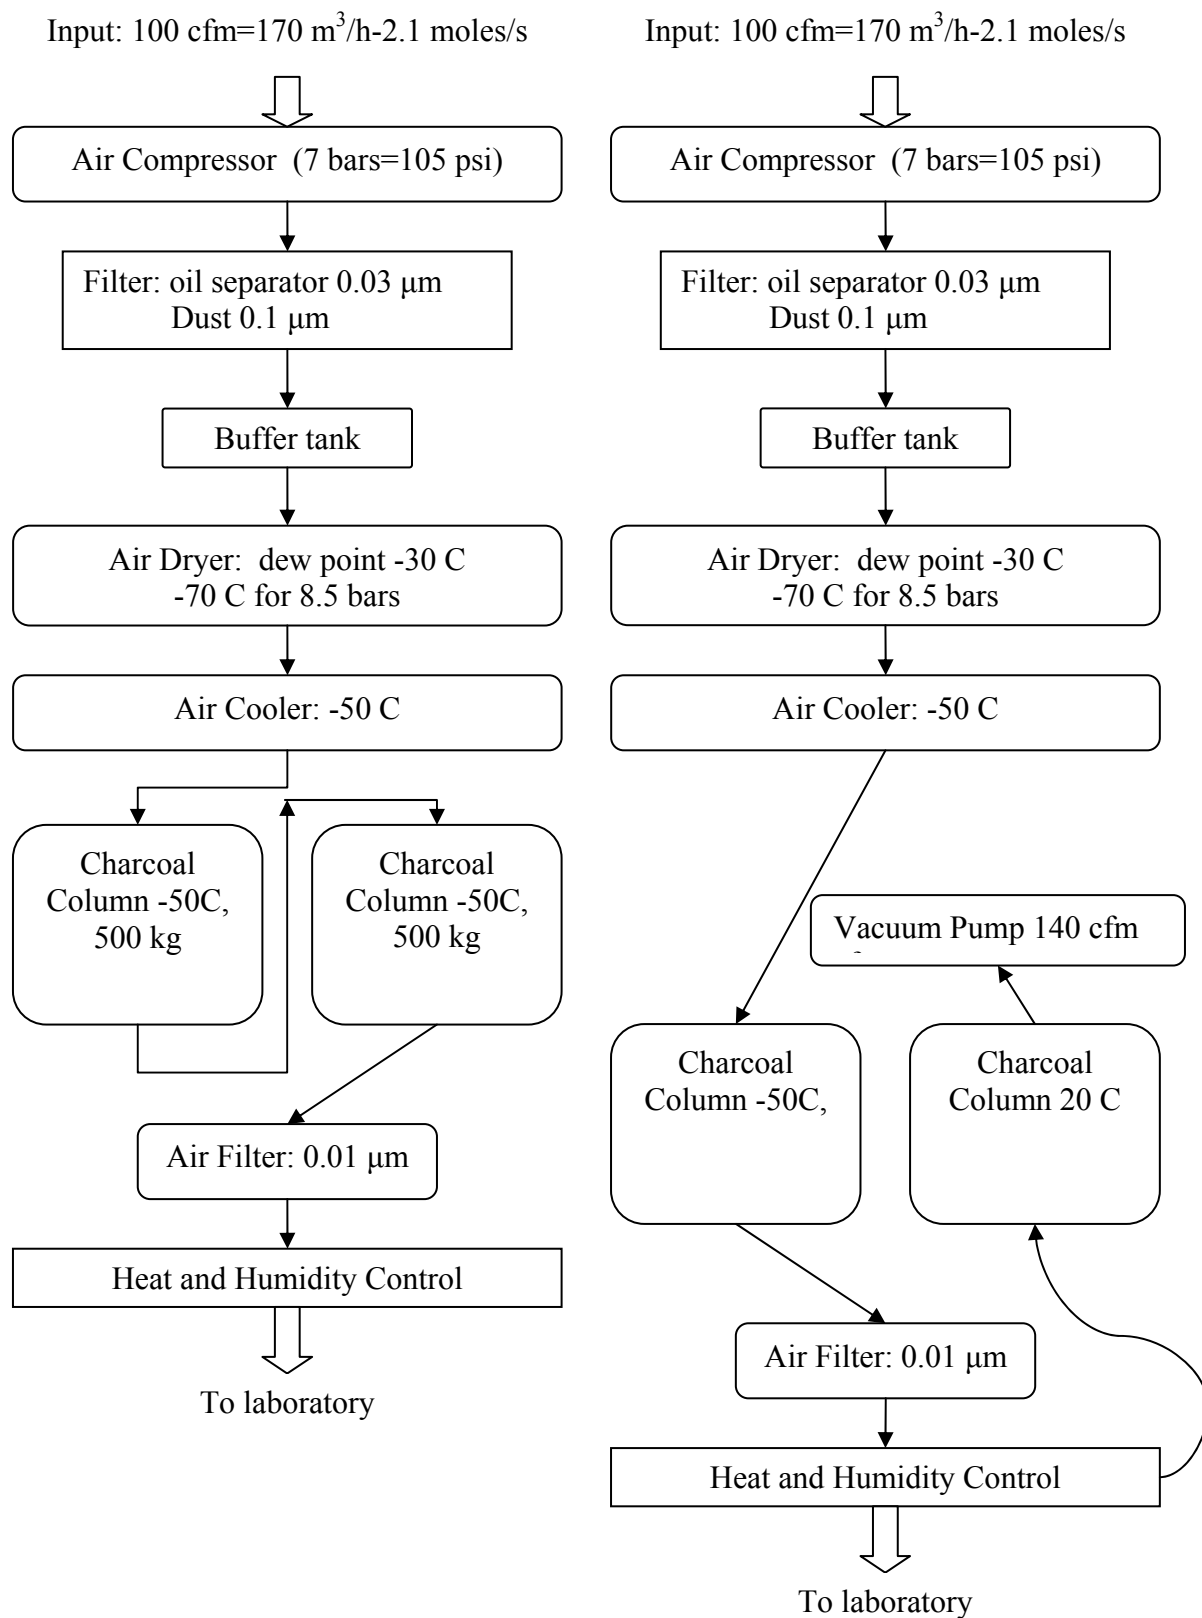 Input: 100 cfm=170 m³/h-2.1 moles/s
Air Compressor (7 bars=105 psi)
Filter: oil separator 0.03 μm
Dust 0.1 μm
Buffer tank
Air Dryer: dew point -30 C
-70 C for 8.5 bars
Air Cooler: -50 C
Charcoal
Column -50C,
500 kg
Charcoal
Column -50C,
500 kg
Air Filter: 0.01 μm
Heat and Humidity Control
To laboratory
Input: 100 cfm=170 m³/h-2.1 moles/s
Air Compressor (7 bars=105 psi)
Filter: oil separator 0.03 μm
Dust 0.1 μm
Buffer tank
Air Dryer: dew point -30 C
-70 C for 8.5 bars
Air Cooler: -50 C
Vacuum Pump 140 cfm
Charcoal
Column -50C,
Charcoal
Column 20 C
Air Filter: 0.01 μm
Heat and Humidity Control
To laboratory